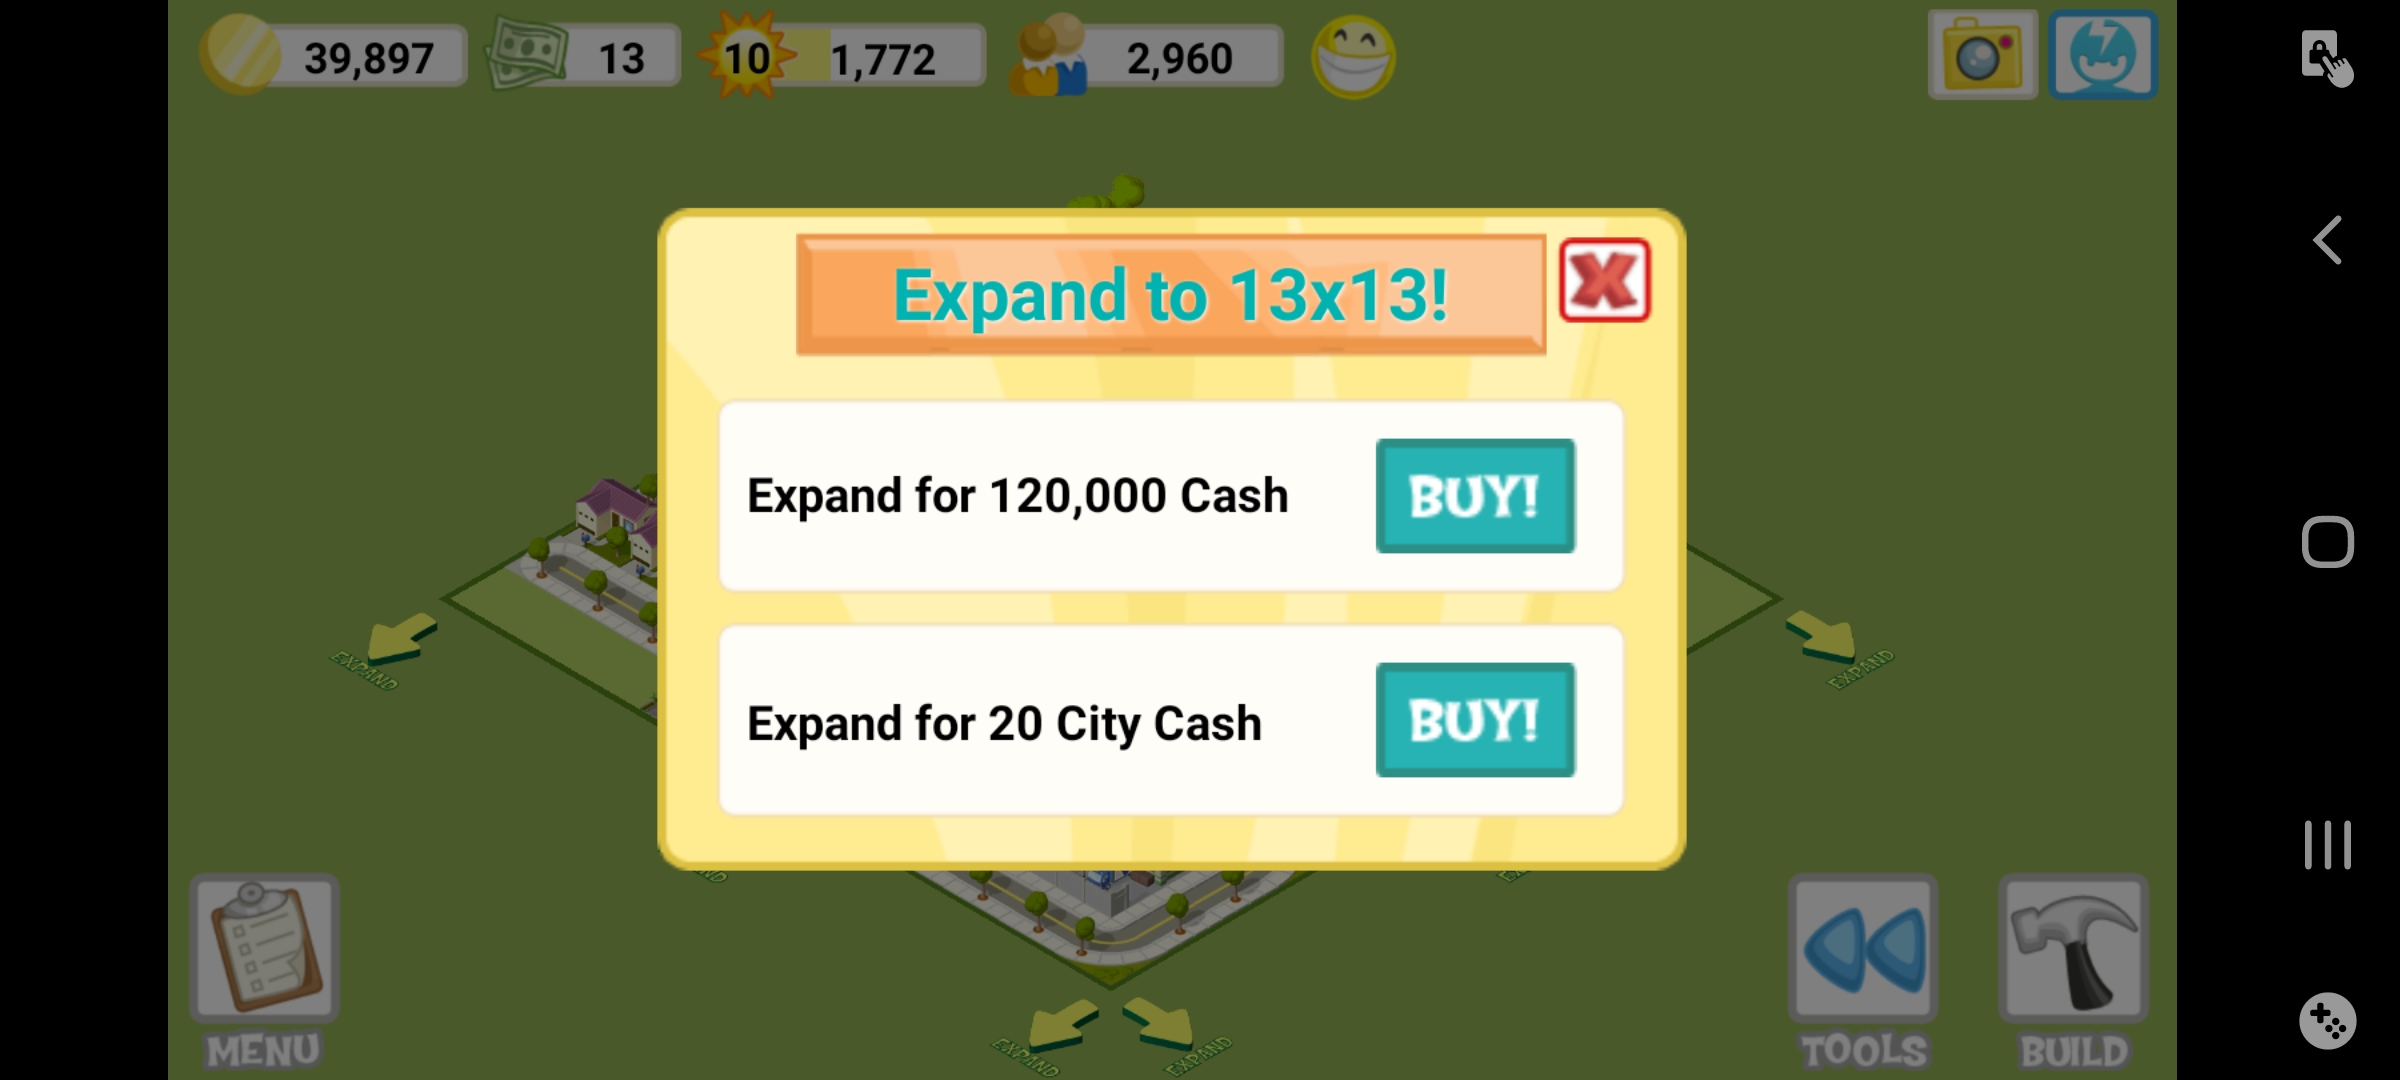 39,897
13
10
1,772
2,960
Expand to 13x13!
Expand for 120,000 Cash
BUY!
Expand for 20 City Cash
BUY!
EXPAND
EXPAND
EXPAND
EXPAND
MENU
TOOLS
BUILD